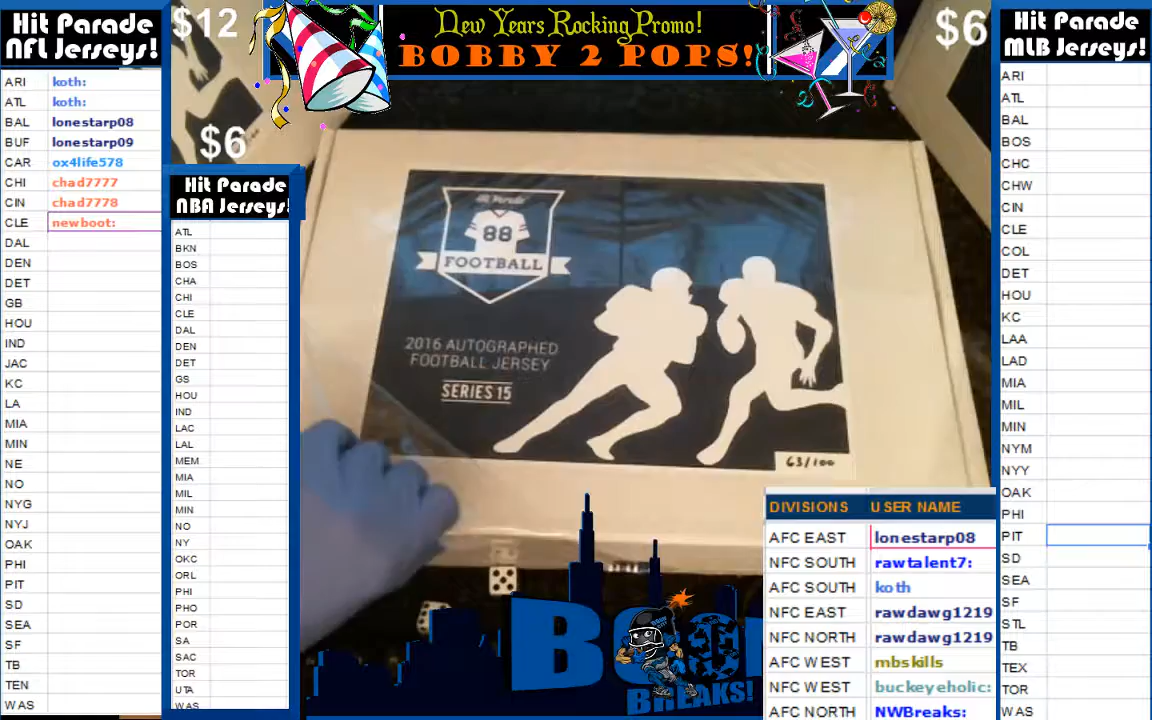 Hit Parade
NFL Jerseys!
ARI koth:
ATL koth:
BAL lonestarp08
BUF lonestarp09
CAR ox4life578
CHI chad7777
CIN chad7778
CLE newboot:
DAL
DEN
DET
GB
HOU
IND
JAC
KC
LA
MIA
MIN
NE
NO
NYG
NYJ
OAK
PHI
PIT
SD
SEA
SF
TB
TEN
WAS
$12
$6
Hit Parade
NBA Jerseys!
ATL
BKN
BOS
CHA
CHI
CLE
DAL
DEN
DET
GS
HOU
IND
LAC
LAL
MEM
MIA
MIL
MIN
NO
NY
OKC
ORL
PHI
PHO
POR
SA
SAC
TOR
UTA
WAS
New Years Rocking Promo!
BOBBY 2 POPS!
$6
Hit Parade
88
FOOTBALL
2016 AUTOGRAPHED
FOOTBALL JERSEY
SERIES 15
63/100
BREAKS!
DIVISIONS USER NAME
AFC EAST lonestarp08
NFC SOUTH rawtalent7:
AFC SOUTH koth
NFC EAST rawdawg1219
NFC NORTH rawdawg1219
AFC WEST mbskills
NFC WEST buckeyeholic:
AFC NORTH NWBreaks:
Hit Parade
MLB Jerseys!
ARI
ATL
BAL
BOS
CHC
CHW
CIN
CLE
COL
DET
HOU
KC
LAA
LAD
MIA
MIL
MIN
NYM
NYY
OAK
PHI
PIT
SD
SEA
SF
STL
TB
TEX
TOR
WAS